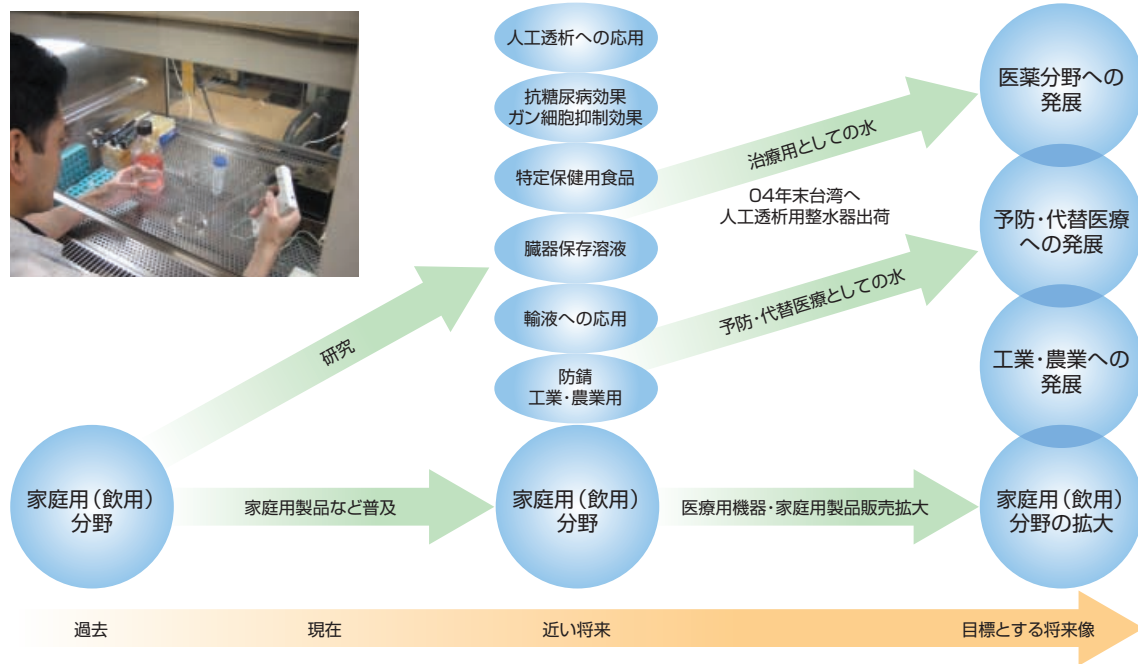 人工透析への応用
抗糖尿病効果
ガン細胞抑制効果
特定保健用食品
臓器保存溶液
輸液への応用
防錆
工業・農業用
家庭用(飲用)
分野
研究
家庭用製品など普及
家庭用(飲用)
分野
治療用としての水
04年末台湾へ
人工透析用整水器出荷
予防・代替医療としての水
医療用機器・家庭用製品販売拡大
医薬分野への
発展
予防・代替医療
への発展
工業・農業への
発展
家庭用(飲用)
分野の拡大
過去
現在
近い将来
目標とする将来像